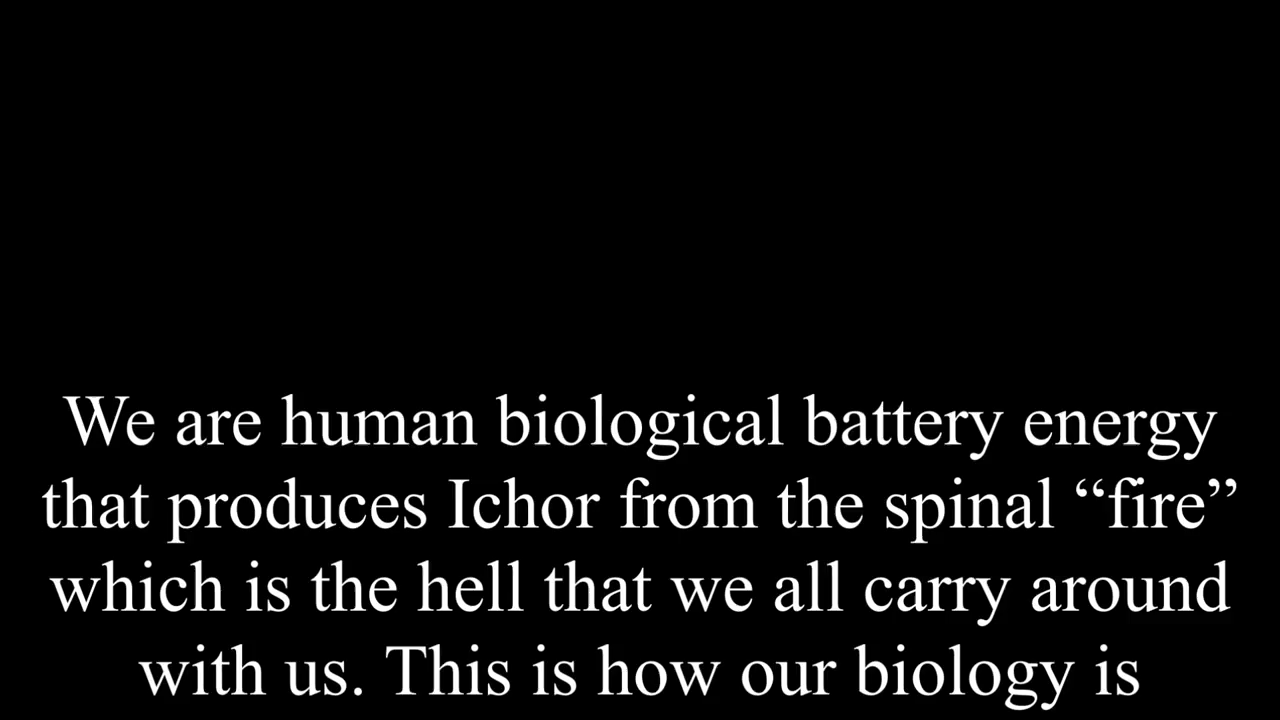 We are human biological battery energy
that produces Ichor from the spinal “fire”
which is the hell that we all carry around
with us. This is how our biology is